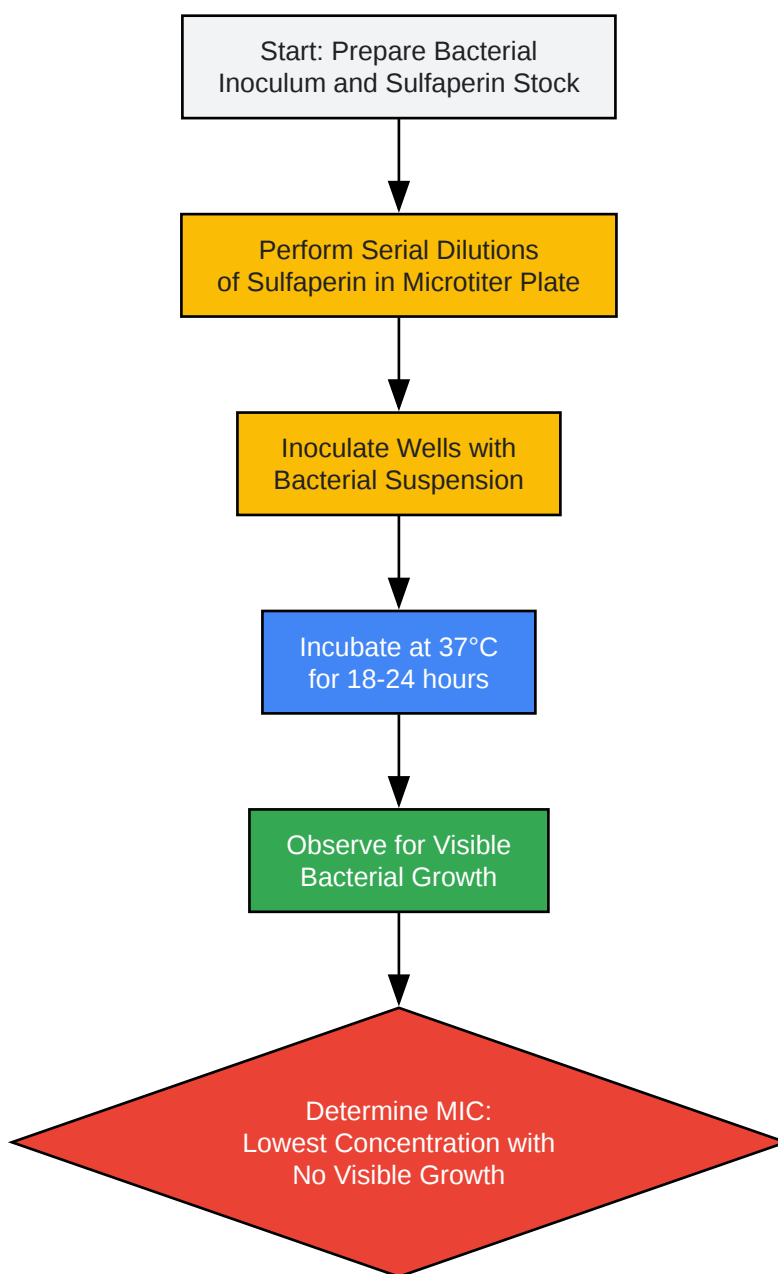 Start: Prepare Bacterial
Inoculum and Sulfaperin Stock
Perform Serial Dilutions
of Sulfaperin in Microtiter Plate
Inoculate Wells with
Bacterial Suspension
Incubate at 37°C
for 18-24 hours
Observe for Visible
Bacterial Growth
Determine MIC:
Lowest Concentration with
No Visible Growth